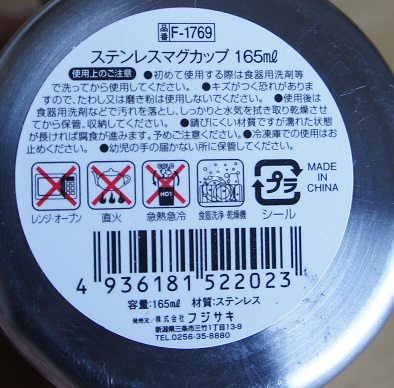 品番 F-1769
ステンレスマグカップ 165㎖
使用上のご注意 ●初めて使用する際は食器用洗剤等
で洗ってから使用してください。 ●キズがつく恐れがありま
すので、たわし又は磨き粉は使用しないでください。 ●使用後は
食器用洗剤などで汚れを落とし、しっかりと水気を拭き取り乾燥させ
てから保管、収納してください。 ●錆びにくい材質ですが濡れた状態
が長ければ腐食が進みます。予めご注意ください。 ●冷凍庫での使用はお
止めください。 ●幼児の手の届かない所に保管してください。
HOT
プラ
MADE IN CHINA
レンジ・オーブン 直火 急熱急冷 食器洗浄・乾燥機 シール
4 936181 522023
容量:165㎖ 材質:ステンレス
発売元/株式会社 フジサキ
新潟県三条市三竹1丁目13-9
TEL.0256-35-8880